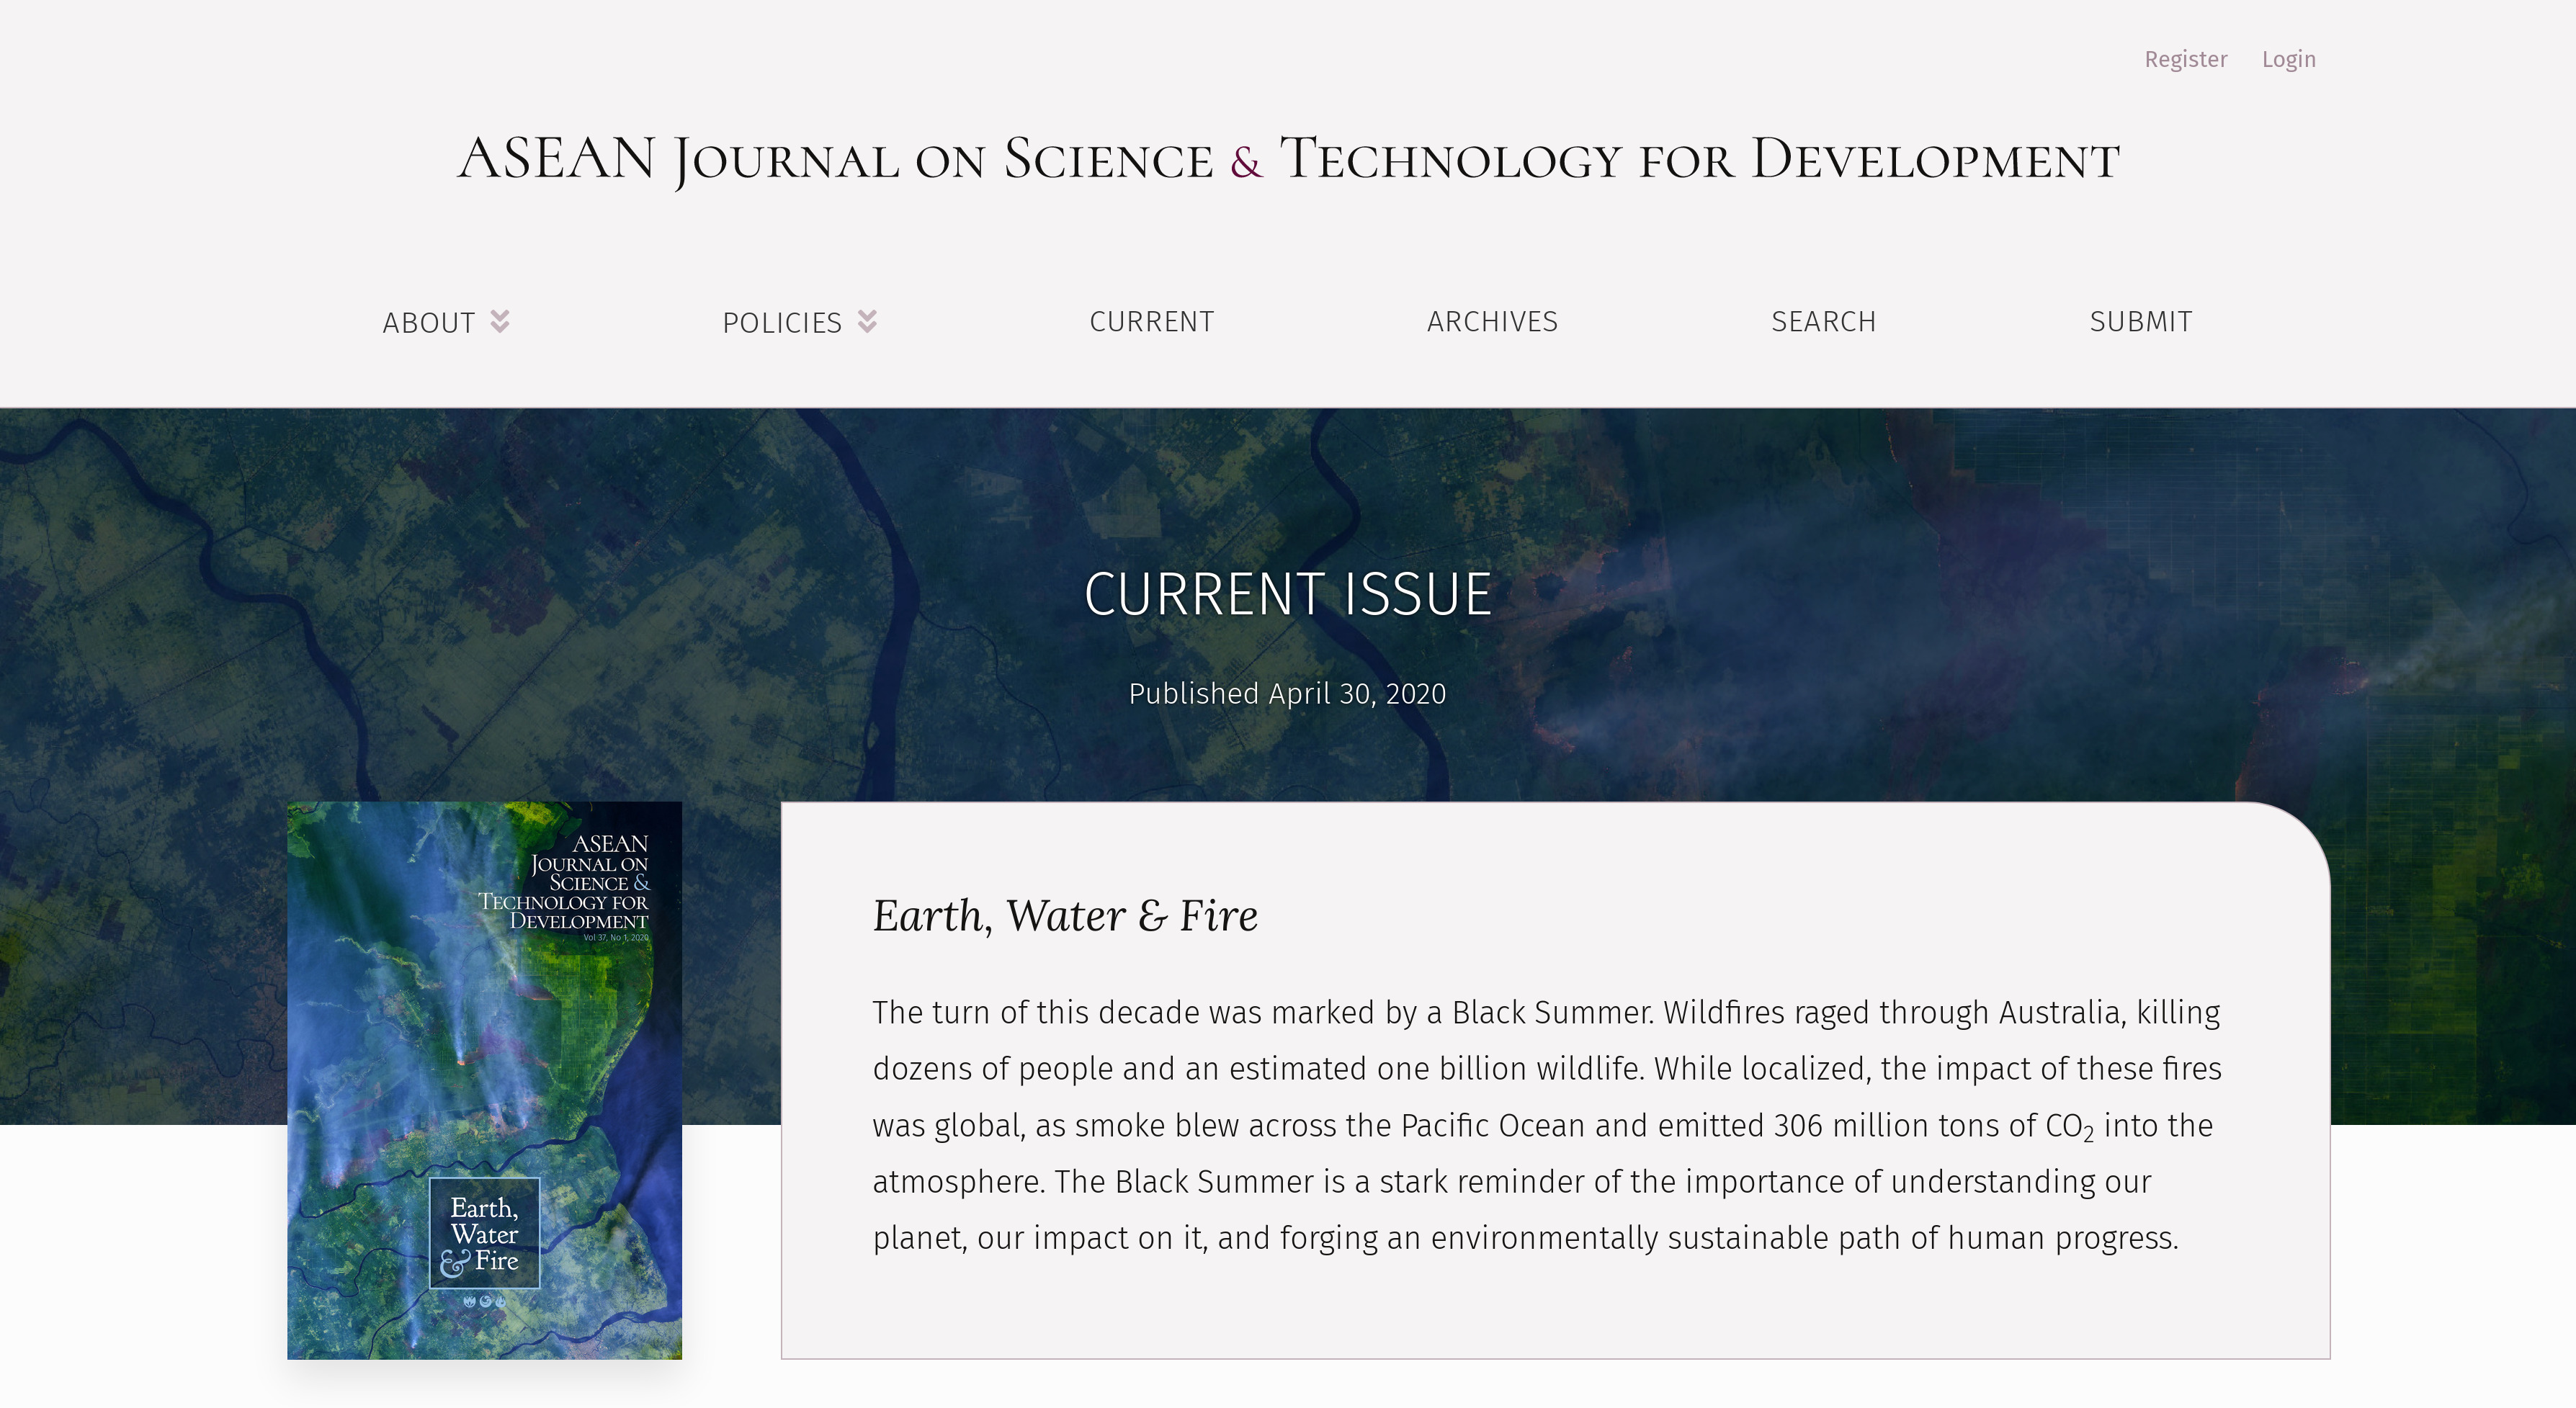 Register Login
ASEAN Journal on Science & Technology for Development
ABOUT POLICIES CURRENT ARCHIVES SEARCH SUBMIT
CURRENT ISSUE
Published April 30, 2020
ASEAN
Journal on
Science &
Technology for
Development
Vol 37, No 1, 2020
Earth,
Water
& Fire
Earth, Water & Fire
The turn of this decade was marked by a Black Summer. Wildfires raged through Australia, killing
dozens of people and an estimated one billion wildlife. While localized, the impact of these fires
was global, as smoke blew across the Pacific Ocean and emitted 306 million tons of CO₂ into the
atmosphere. The Black Summer is a stark reminder of the importance of understanding our
planet, our impact on it, and forging an environmentally sustainable path of human progress.